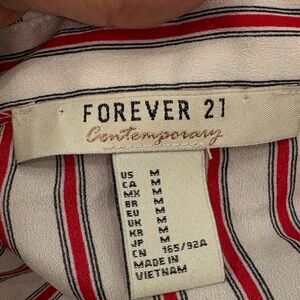 FOREVER 21
Contemporary
US M
CA M
MX M
BR M
EU M
UK M
KR M
JP M
CN 165/92A
MADE IN
VIETNAM